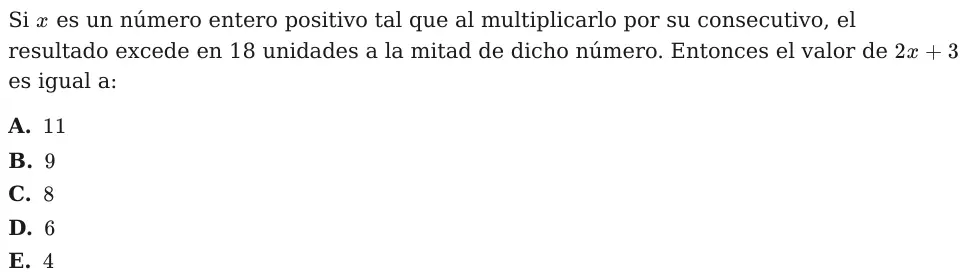 Si x es un número entero positivo tal que al multiplicarlo por su consecutivo, el
resultado excede en 18 unidades a la mitad de dicho número. Entonces el valor de 2x + 3
es igual a:
A. 11
B. 9
C. 8
D. 6
E. 4